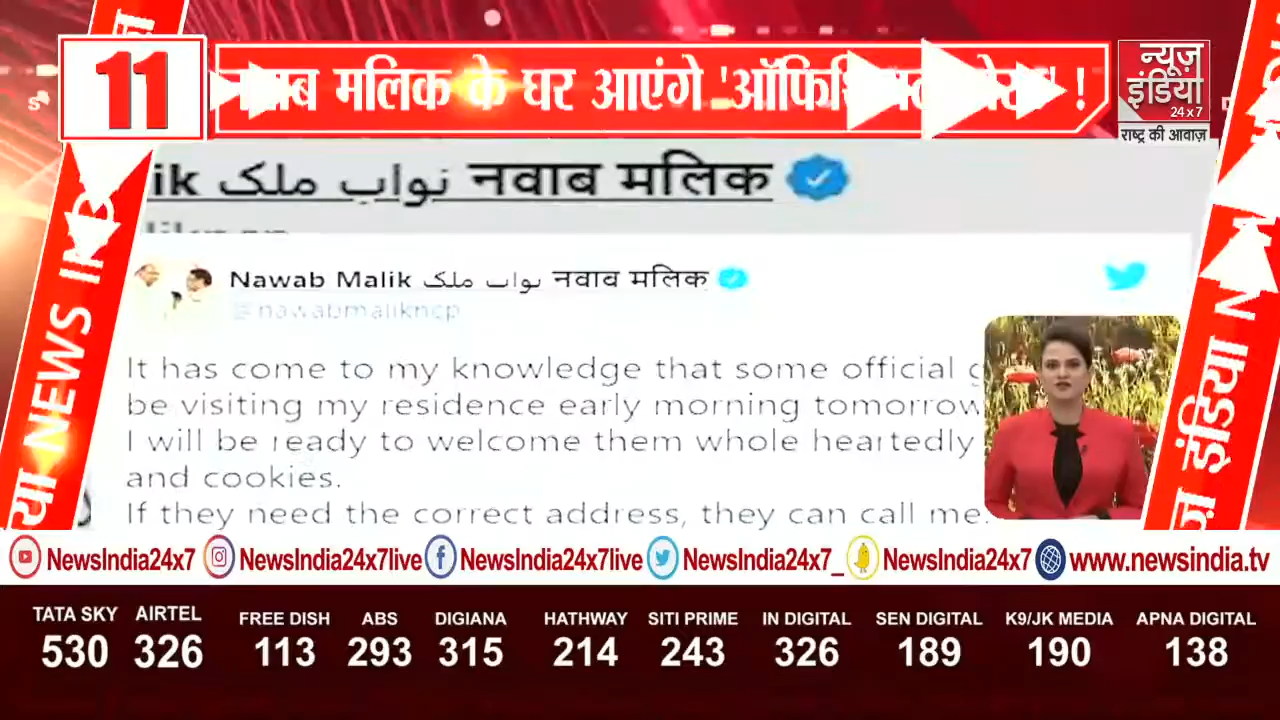 11
नवाब मलिक के घर आएंगे !
न्यूज़
इंडिया
24x7
राष्ट्र की आवाज़
ik نواب ملک नवाब मलिक
Nawab Malik نواب ملک नवाब मलिक
@nawabmalikncp
It has come to my knowledge that some official
be visiting my residence early morning tomorrow
I will be ready to welcome them whole heartedly
and cookies.
If they need the correct address, they can call me.
NEWS IN
इंडिया N
NewsIndia24x7 NewsIndia24x7live NewsIndia24x7live NewsIndia24x7_ NewsIndia24x7 www.newsindia.tv
TATA SKY AIRTEL FREE DISH ABS DIGIANA HATHWAY SITI PRIME IN DIGITAL SEN DIGITAL K9/JK MEDIA APNA DIGITAL
530 326 113 293 315 214 243 326 189 190 138